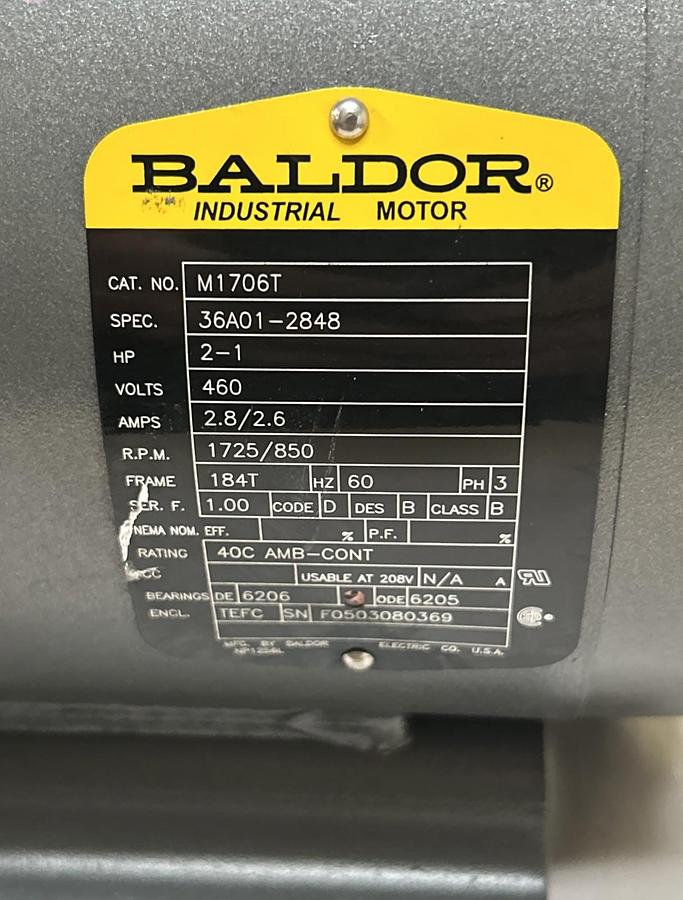 BALDOR®
INDUSTRIAL MOTOR
CAT. NO. M1706T
SPEC. 36A01-2848
HP 2-1
VOLTS 460
AMPS 2.8/2.6
R.P.M. 1725/850
FRAME 184T HZ 60 PH 3
SER. F. 1.00 CODE D DES B CLASS B
NEMA NOM. EFF. % P.F. %
RATING 40C AMB-CONT
CC USABLE AT 208V N/A A
BEARINGS DE 6206 ODE 6205
ENCL. TEFC SN F0503080369
MFG. BY BALDOR ELECTRIC CO. U.S.A.